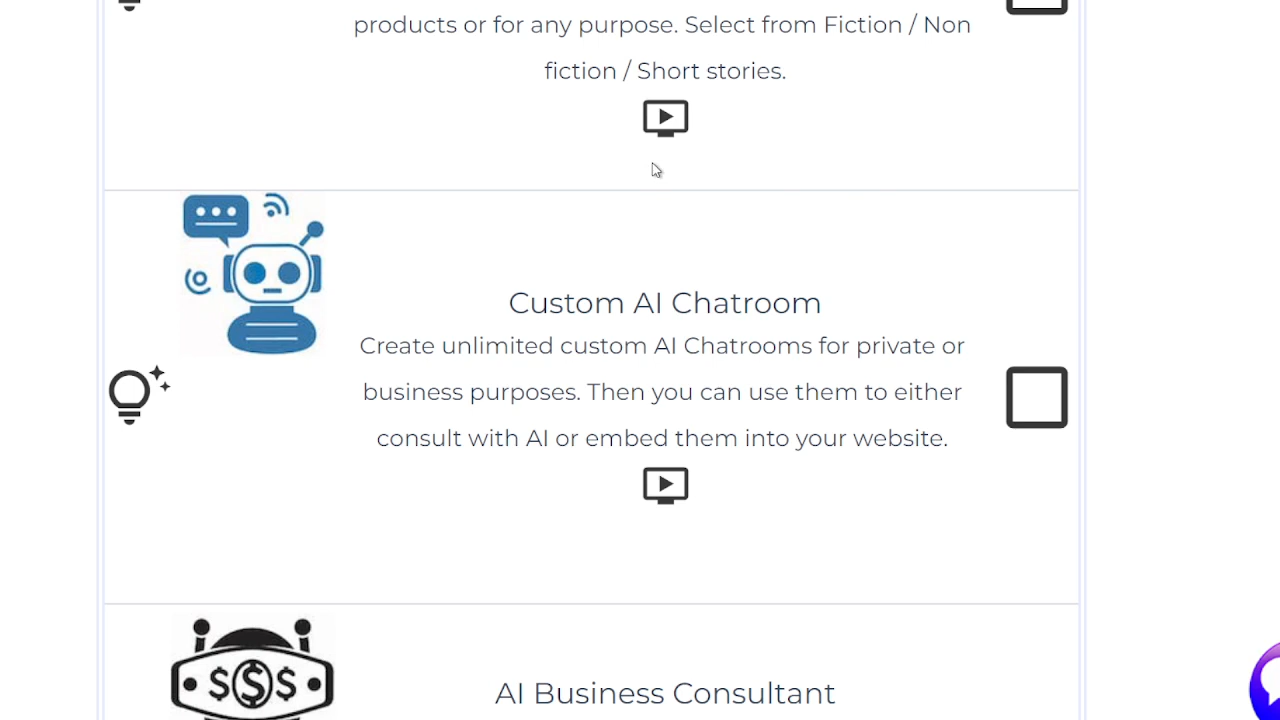 products or for any purpose. Select from Fiction / Non
fiction / Short stories.
Custom AI Chatroom
Create unlimited custom AI Chatrooms for private or
business purposes. Then you can use them to either
consult with AI or embed them into your website.
$$$
AI Business Consultant